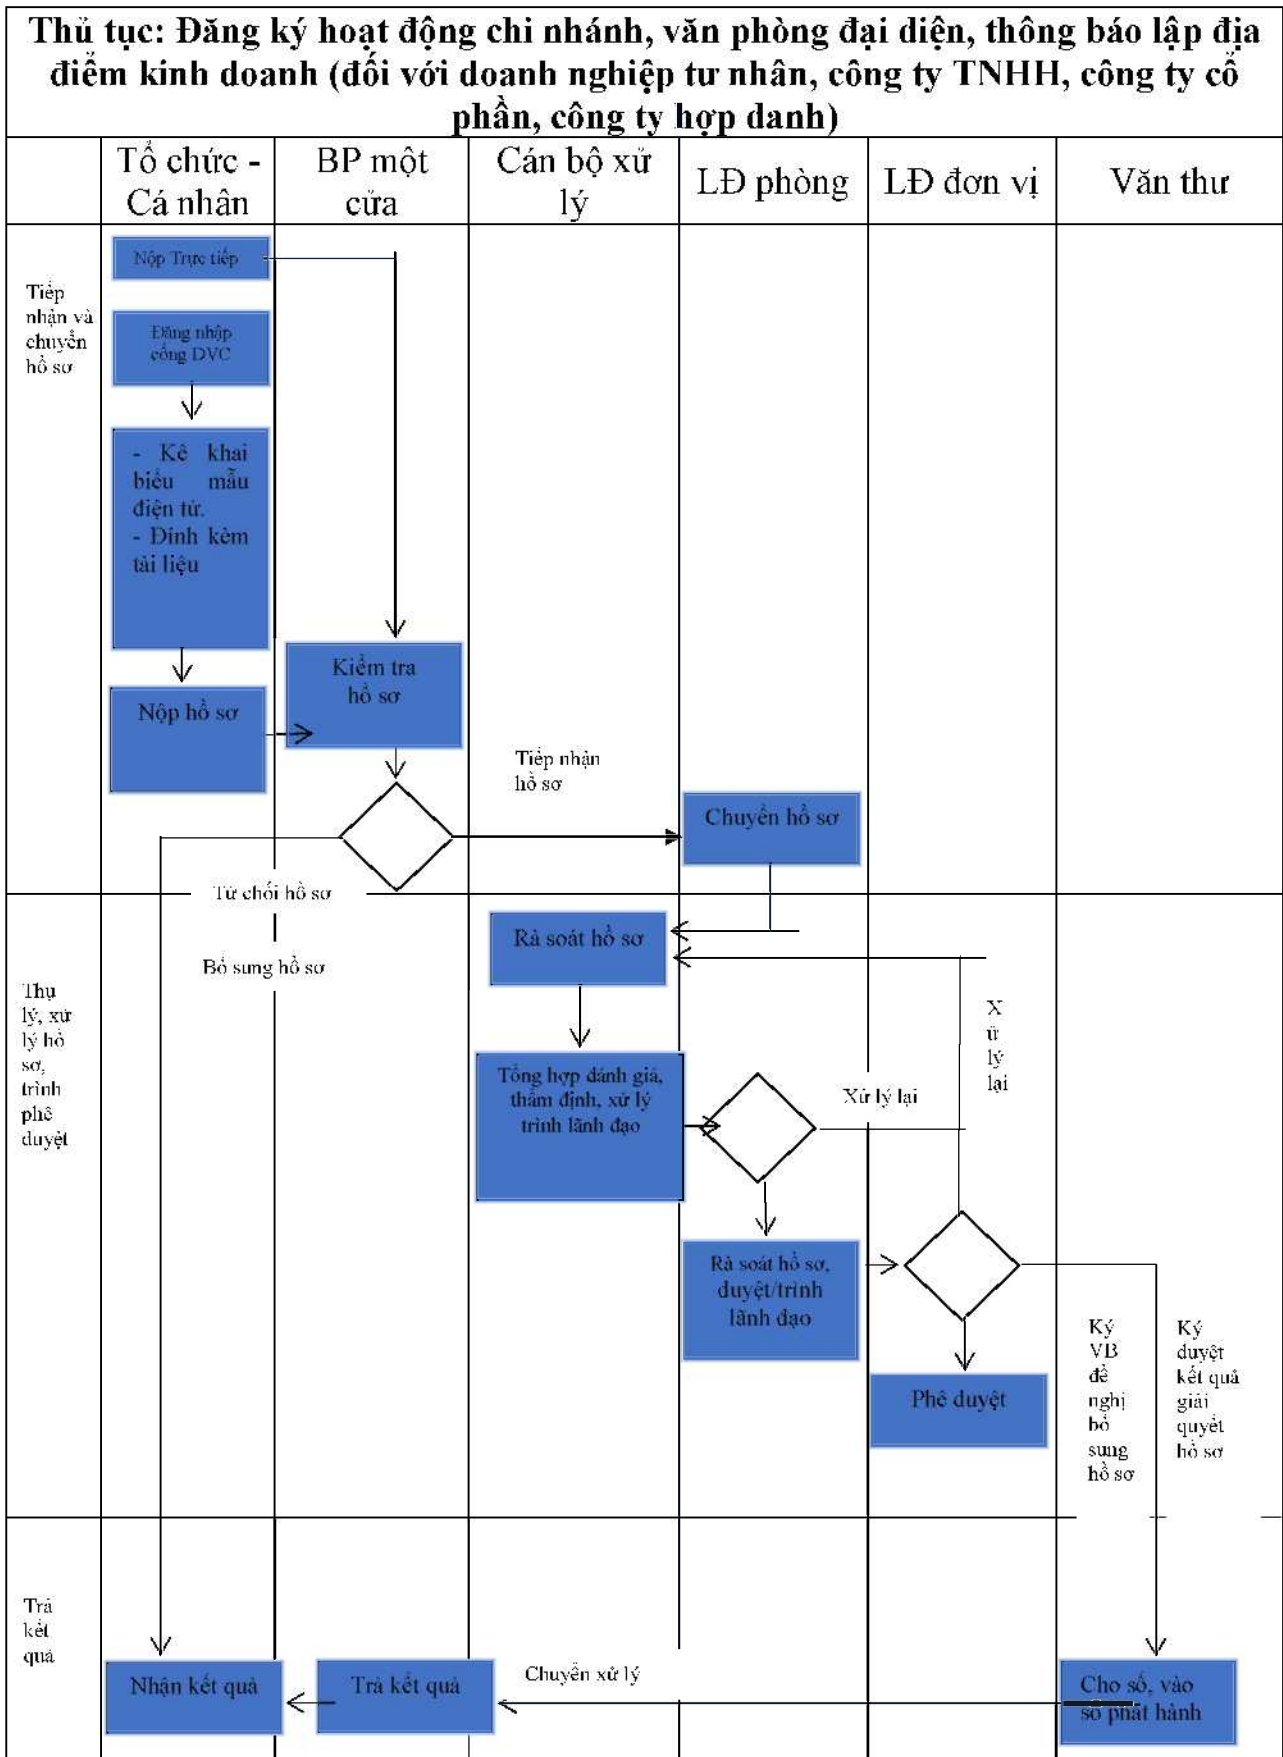 Thủ tục: Đăng ký hoạt động chi nhánh, văn phòng đại diện, thông báo lập địa
điểm kinh doanh (đối với doanh nghiệp tư nhân, công ty TNHH, công ty cổ
phần, công ty hợp danh)
Tổ chức -
Cá nhân
BP một
cửa
Cán bộ xử
lý
LĐ phòng
LĐ đơn vị
Văn thư
Tiếp
nhận và
chuyển
hồ sơ
Nộp Trực tiếp
Đăng nhập
cổng DVC
- Kê khai
biểu mẫu
điện tử.
- Đính kèm
tài liệu
Nộp hồ sơ
Kiểm tra
hồ sơ
Tiếp nhận
hồ sơ
Chuyển hồ sơ
Từ chối hồ sơ
Bổ sung hồ sơ
Thụ
lý, xử
lý hồ
sơ,
trình
phê
duyệt
Rà soát hồ sơ
Tổng hợp đánh giá,
thẩm định, xử lý
trình lãnh đạo
Xử lý lại
X
ử
lý
lại
Rà soát hồ sơ,
duyệt/trình
lãnh đạo
Phê duyệt
Ký
VB
đề
nghị
bổ
sung
hồ sơ
Ký
duyệt
kết quả
giải
quyết
hồ sơ
Trả
kết
quả
Nhận kết quả
Trả kết quả
Chuyển xử lý
Cho số, vào
sổ phát hành